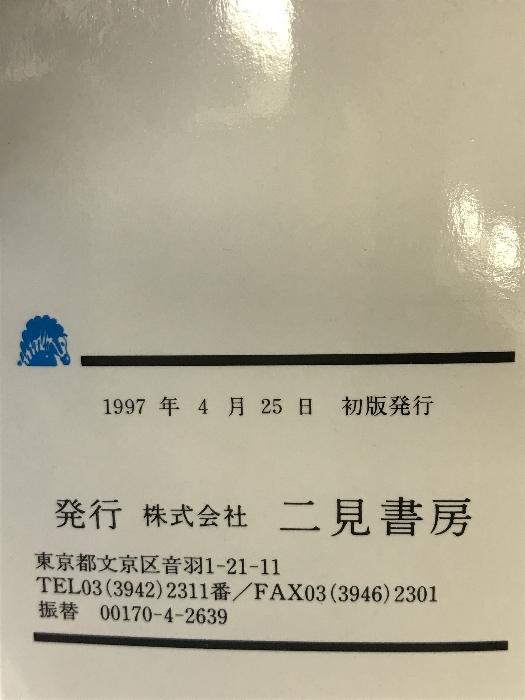 1997 年 4 月 25 日 初版発行
発行 株式会社 二見書房
東京都文京区音羽1-21-11
TEL03(3942)2311番/FAX03(3946)2301
振替 00170-4-2639